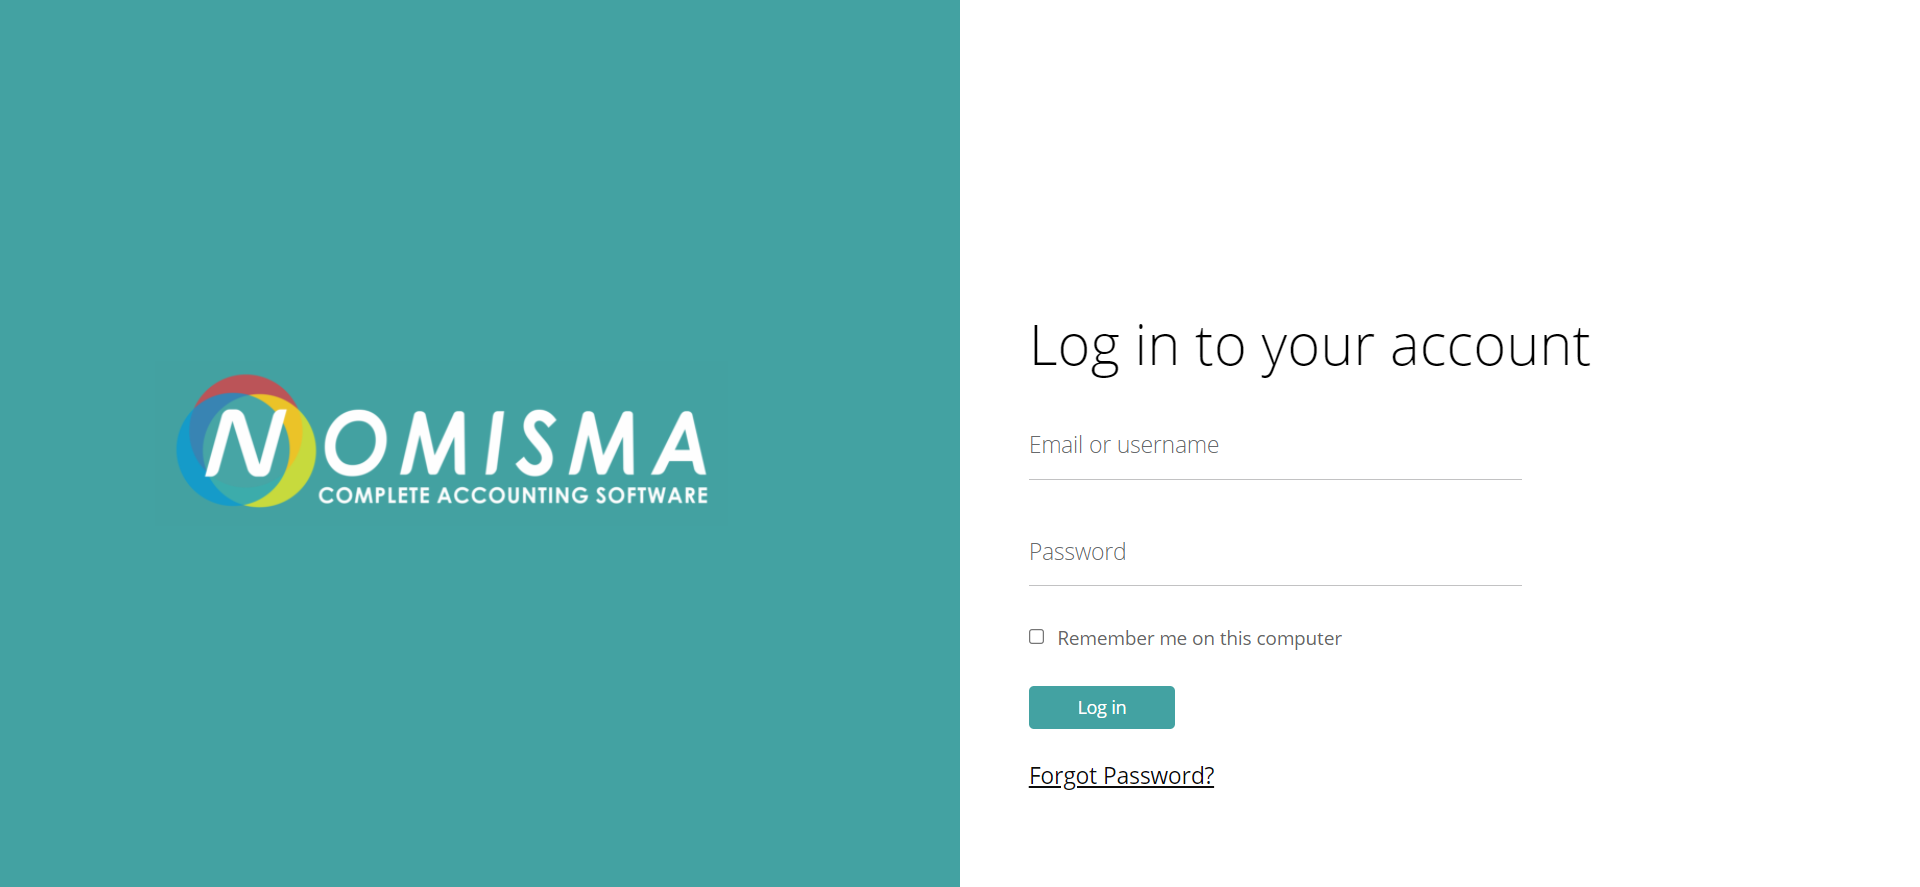 NOMISMA
COMPLETE ACCOUNTING SOFTWARE
Log in to your account
Email or username
Password
Remember me on this computer
Log in
Forgot Password?